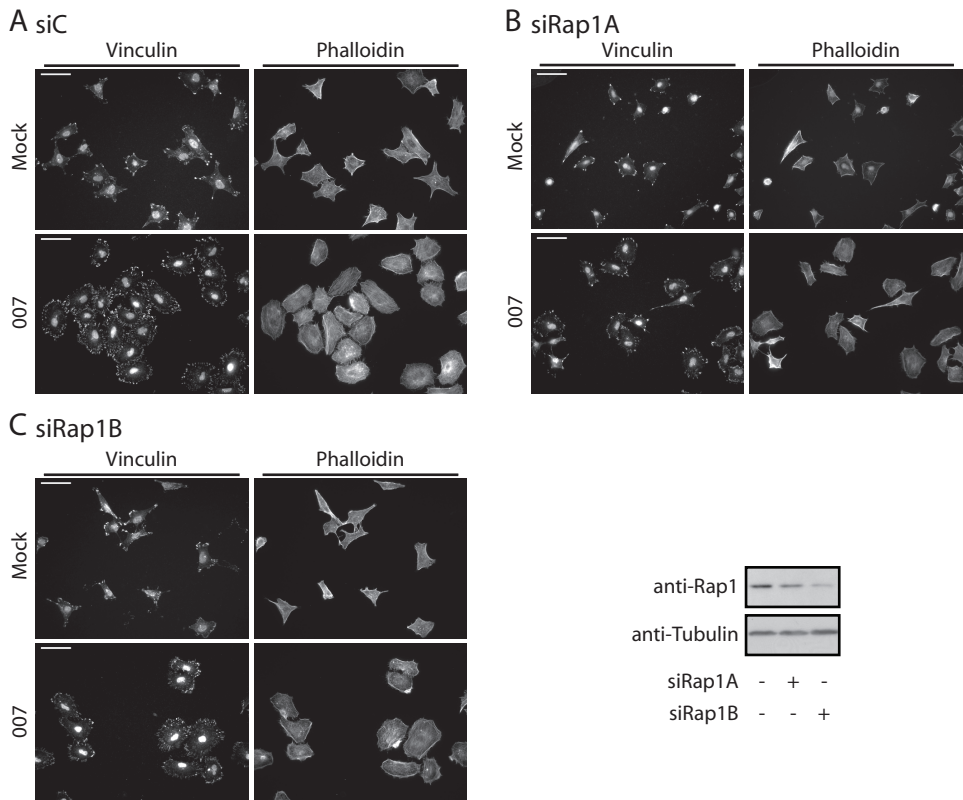 A siC
Vinculin Phalloidin
Mock
007
B siRap1A
Vinculin Phalloidin
Mock
007
C siRap1B
Vinculin Phalloidin
Mock
007
anti-Rap1
anti-Tubulin
siRap1A - + -
siRap1B - - +